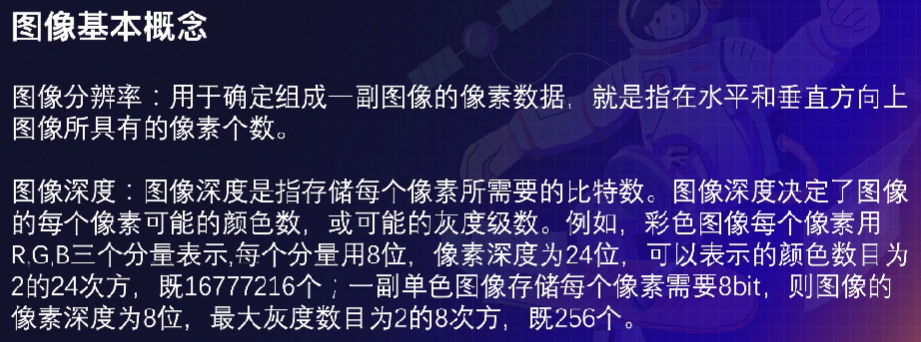 图像基本概念
图像分辨率：用于确定组成一副图像的像素数据，就是指在水平和垂直方向上
图像所具有的像素个数。
图像深度：图像深度是指存储每个像素所需要的比特数。图像深度决定了图像
的每个像素可能的颜色数，或可能的灰度级数。例如，彩色图像每个像素用
R,G,B三个分量表示,每个分量用8位，像素深度为24位，可以表示的颜色数目为
2的24次方，既16777216个；一副单色图像存储每个像素需要8bit，则图像的
像素深度为8位，最大灰度数目为2的8次方，既256个。